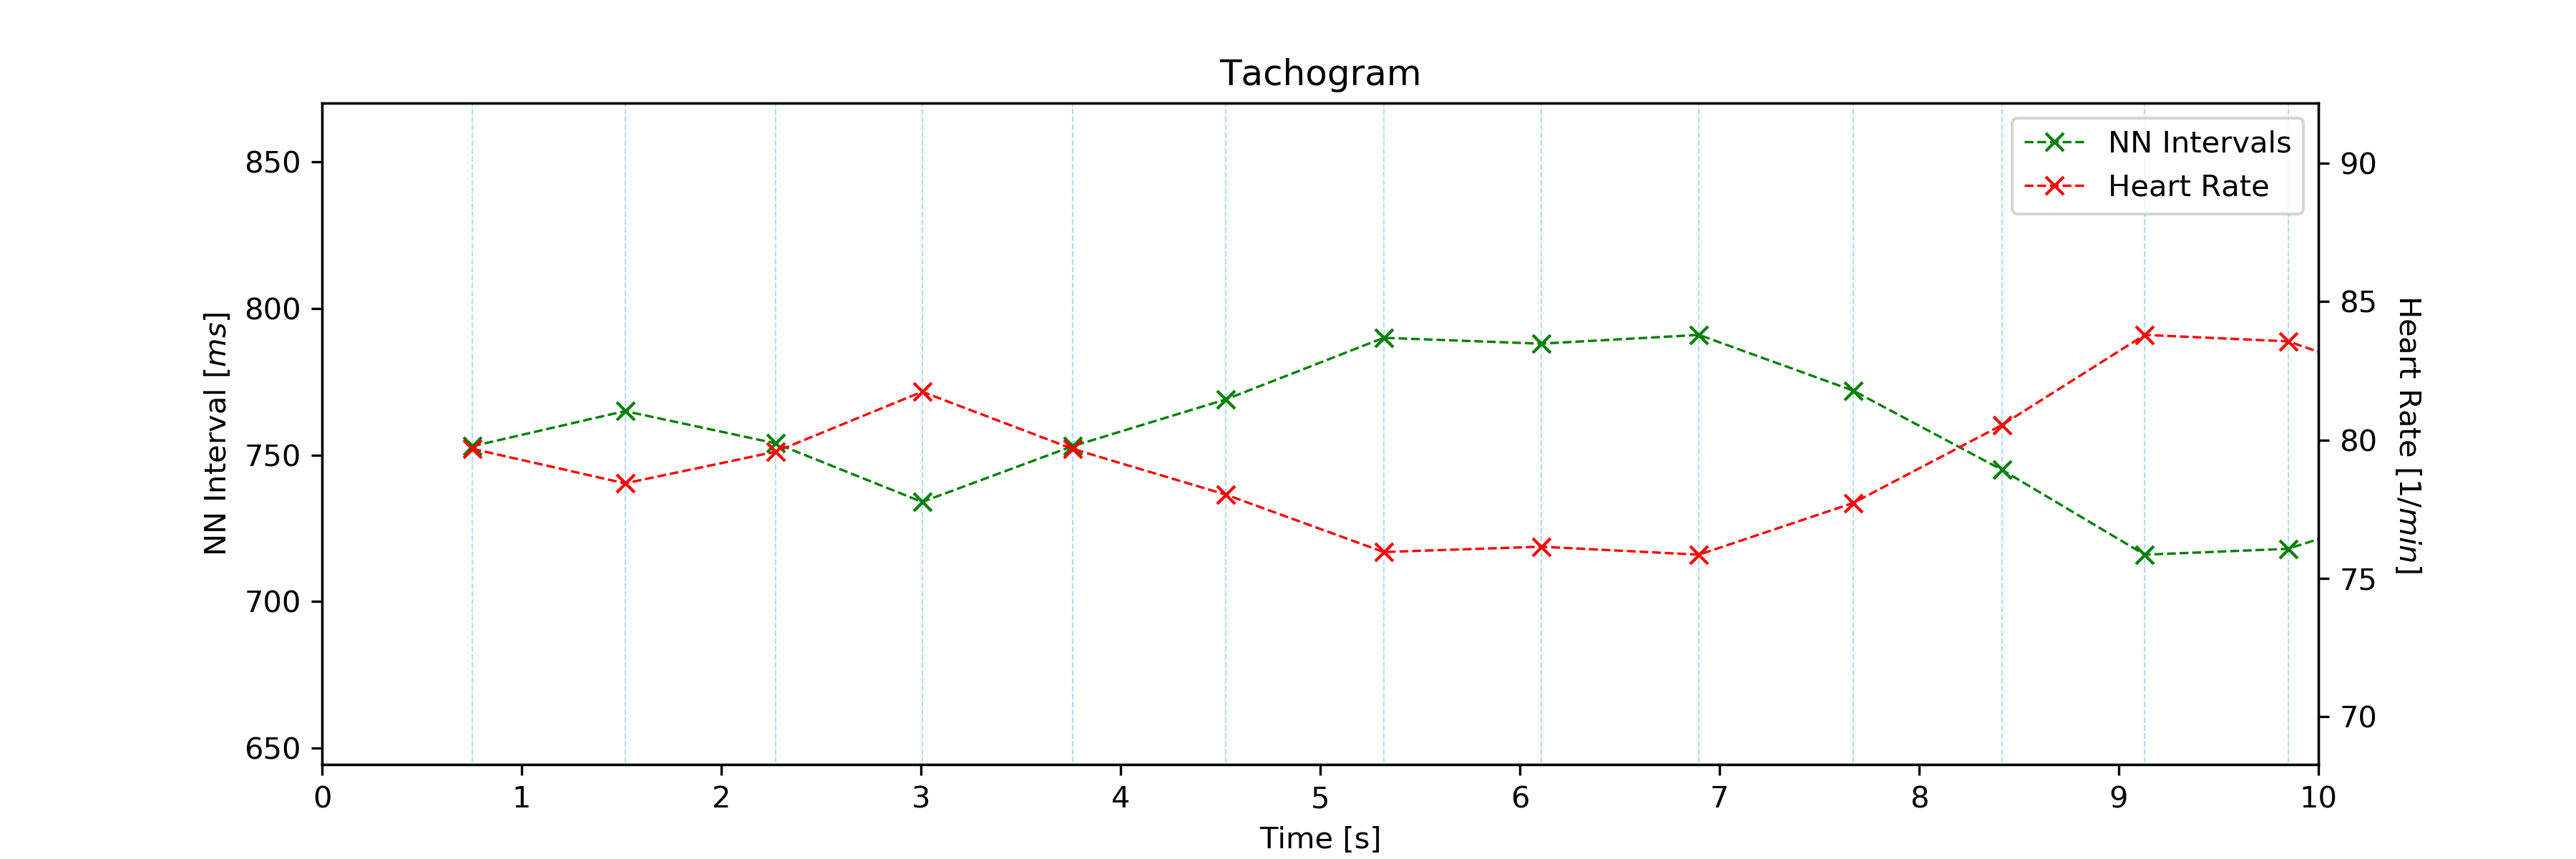 Tachogram
NN Intervals
Heart Rate
850
800
750
700
650
NN Interval [ms]
90
85
80
75
70
Heart Rate [1/min]
0 1 2 3 4 5 6 7 8 9 10
Time [s]